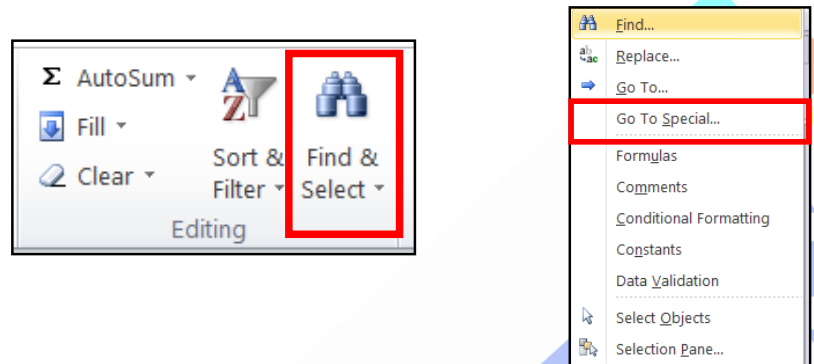 Σ AutoSum
Fill
Clear
Sort &
Filter
Find &
Select
Editing
Find...
Replace...
Go To...
Go To Special...
Formulas
Comments
Conditional Formatting
Constants
Data Validation
Select Objects
Selection Pane...